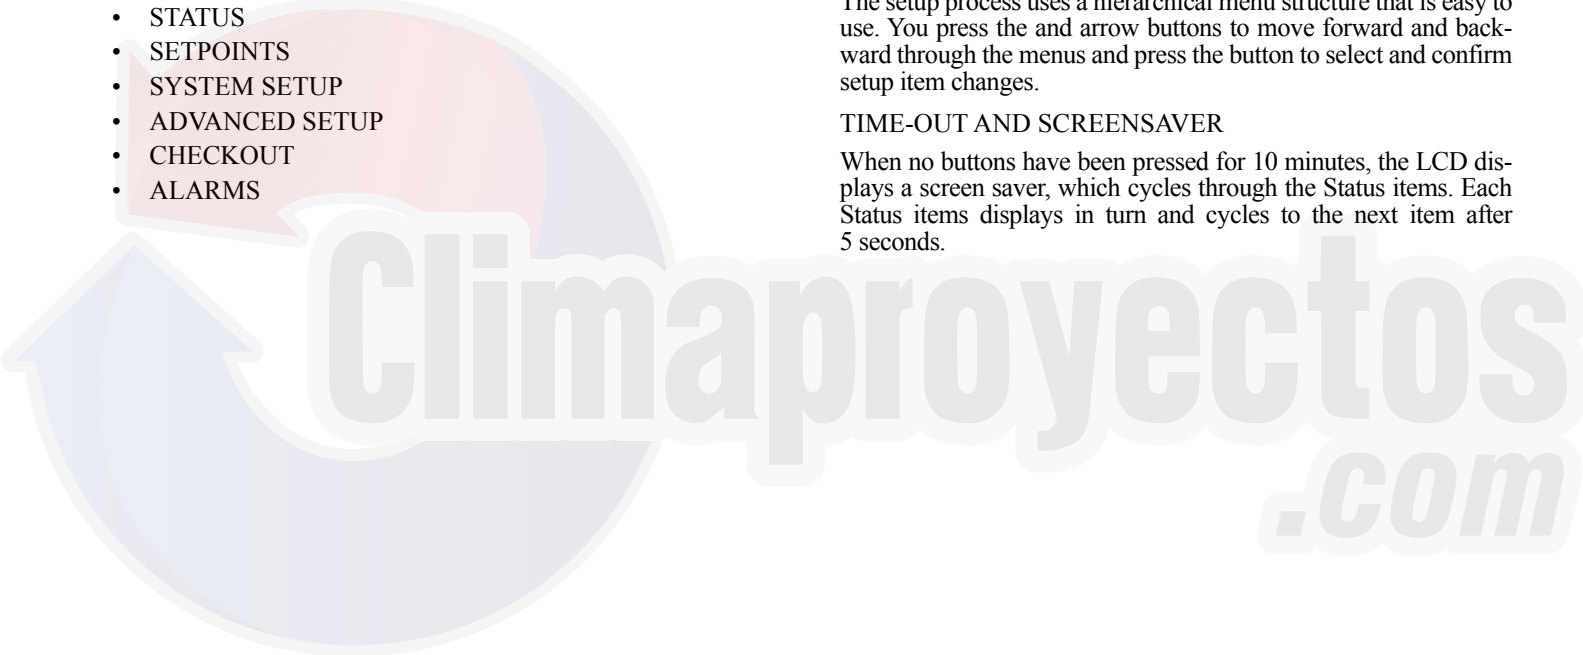 • STATUS
• SETPOINTS
• SYSTEM SETUP
• ADVANCED SETUP
• CHECKOUT
• ALARMS
The setup process uses a hierarchical menu structure that is easy to
use. You press the and arrow buttons to move forward and back-
ward through the menus and press the button to select and confirm
setup item changes.
TIME-OUT AND SCREENSAVER
When no buttons have been pressed for 10 minutes, the LCD dis-
plays a screen saver, which cycles through the Status items. Each
Status items displays in turn and cycles to the next item after
5 seconds.
Climaproyectos
.com